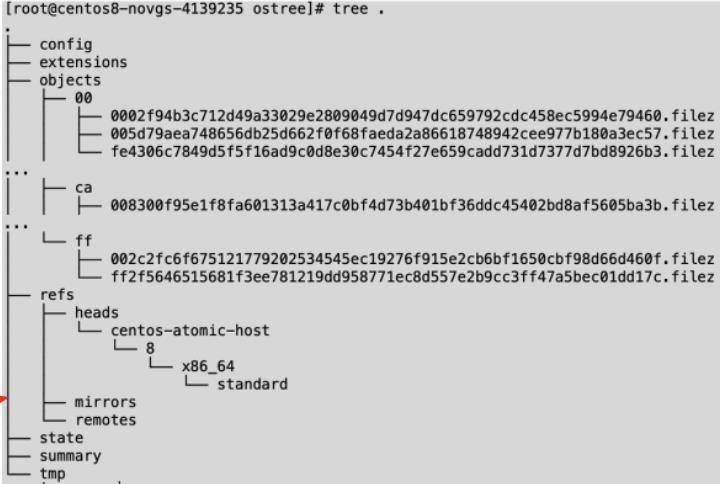 [root@centos8-novgs-4139235 ostree]# tree .
.
├── config
├── extensions
├── objects
│   ├── 00
│   │   ├── 0002f94b3c712d49a33029e2809049d7d947dc659792cdc458ec5994e79460.filez
│   │   ├── 005d79aea748656db25d662f0f68faeda2a86618748942cee977b180a3ec57.filez
│   │   └── fe4306c7849d5f5f16ad9c0d8e30c7454f27e659cadd731d7377d7bd8926b3.filez
...
│   ├── ca
│   │   ├── 008300f95e1f8fa601313a417c0bf4d73b401bf36ddc45402bd8af5605ba3b.filez
...
│   └── ff
│       ├── 002c2fc6f675121779202534545ec19276f915e2cb6bf1650cbf98d66d460f.filez
│       └── ff2f5646515681f3ee781219dd958771ec8d557e2b9cc3ff47a5bec01dd17c.filez
├── refs
│   ├── heads
│   │   └── centos-atomic-host
│   │       └── 8
│   │           └── x86_64
│   │               └── standard
│   ├── mirrors
│   └── remotes
├── state
├── summary
└── tmp